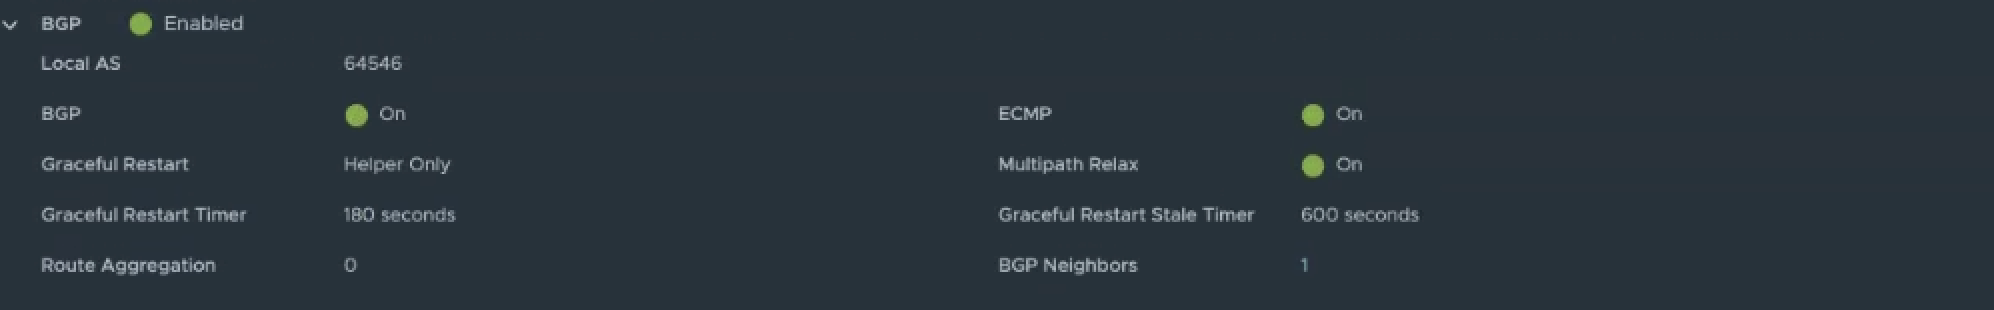 BGP Enabled
Local AS 64546
BGP On ECMP On
Graceful Restart Helper Only Multipath Relax On
Graceful Restart Timer 180 seconds Graceful Restart Stale Timer 600 seconds
Route Aggregation 0 BGP Neighbors 1